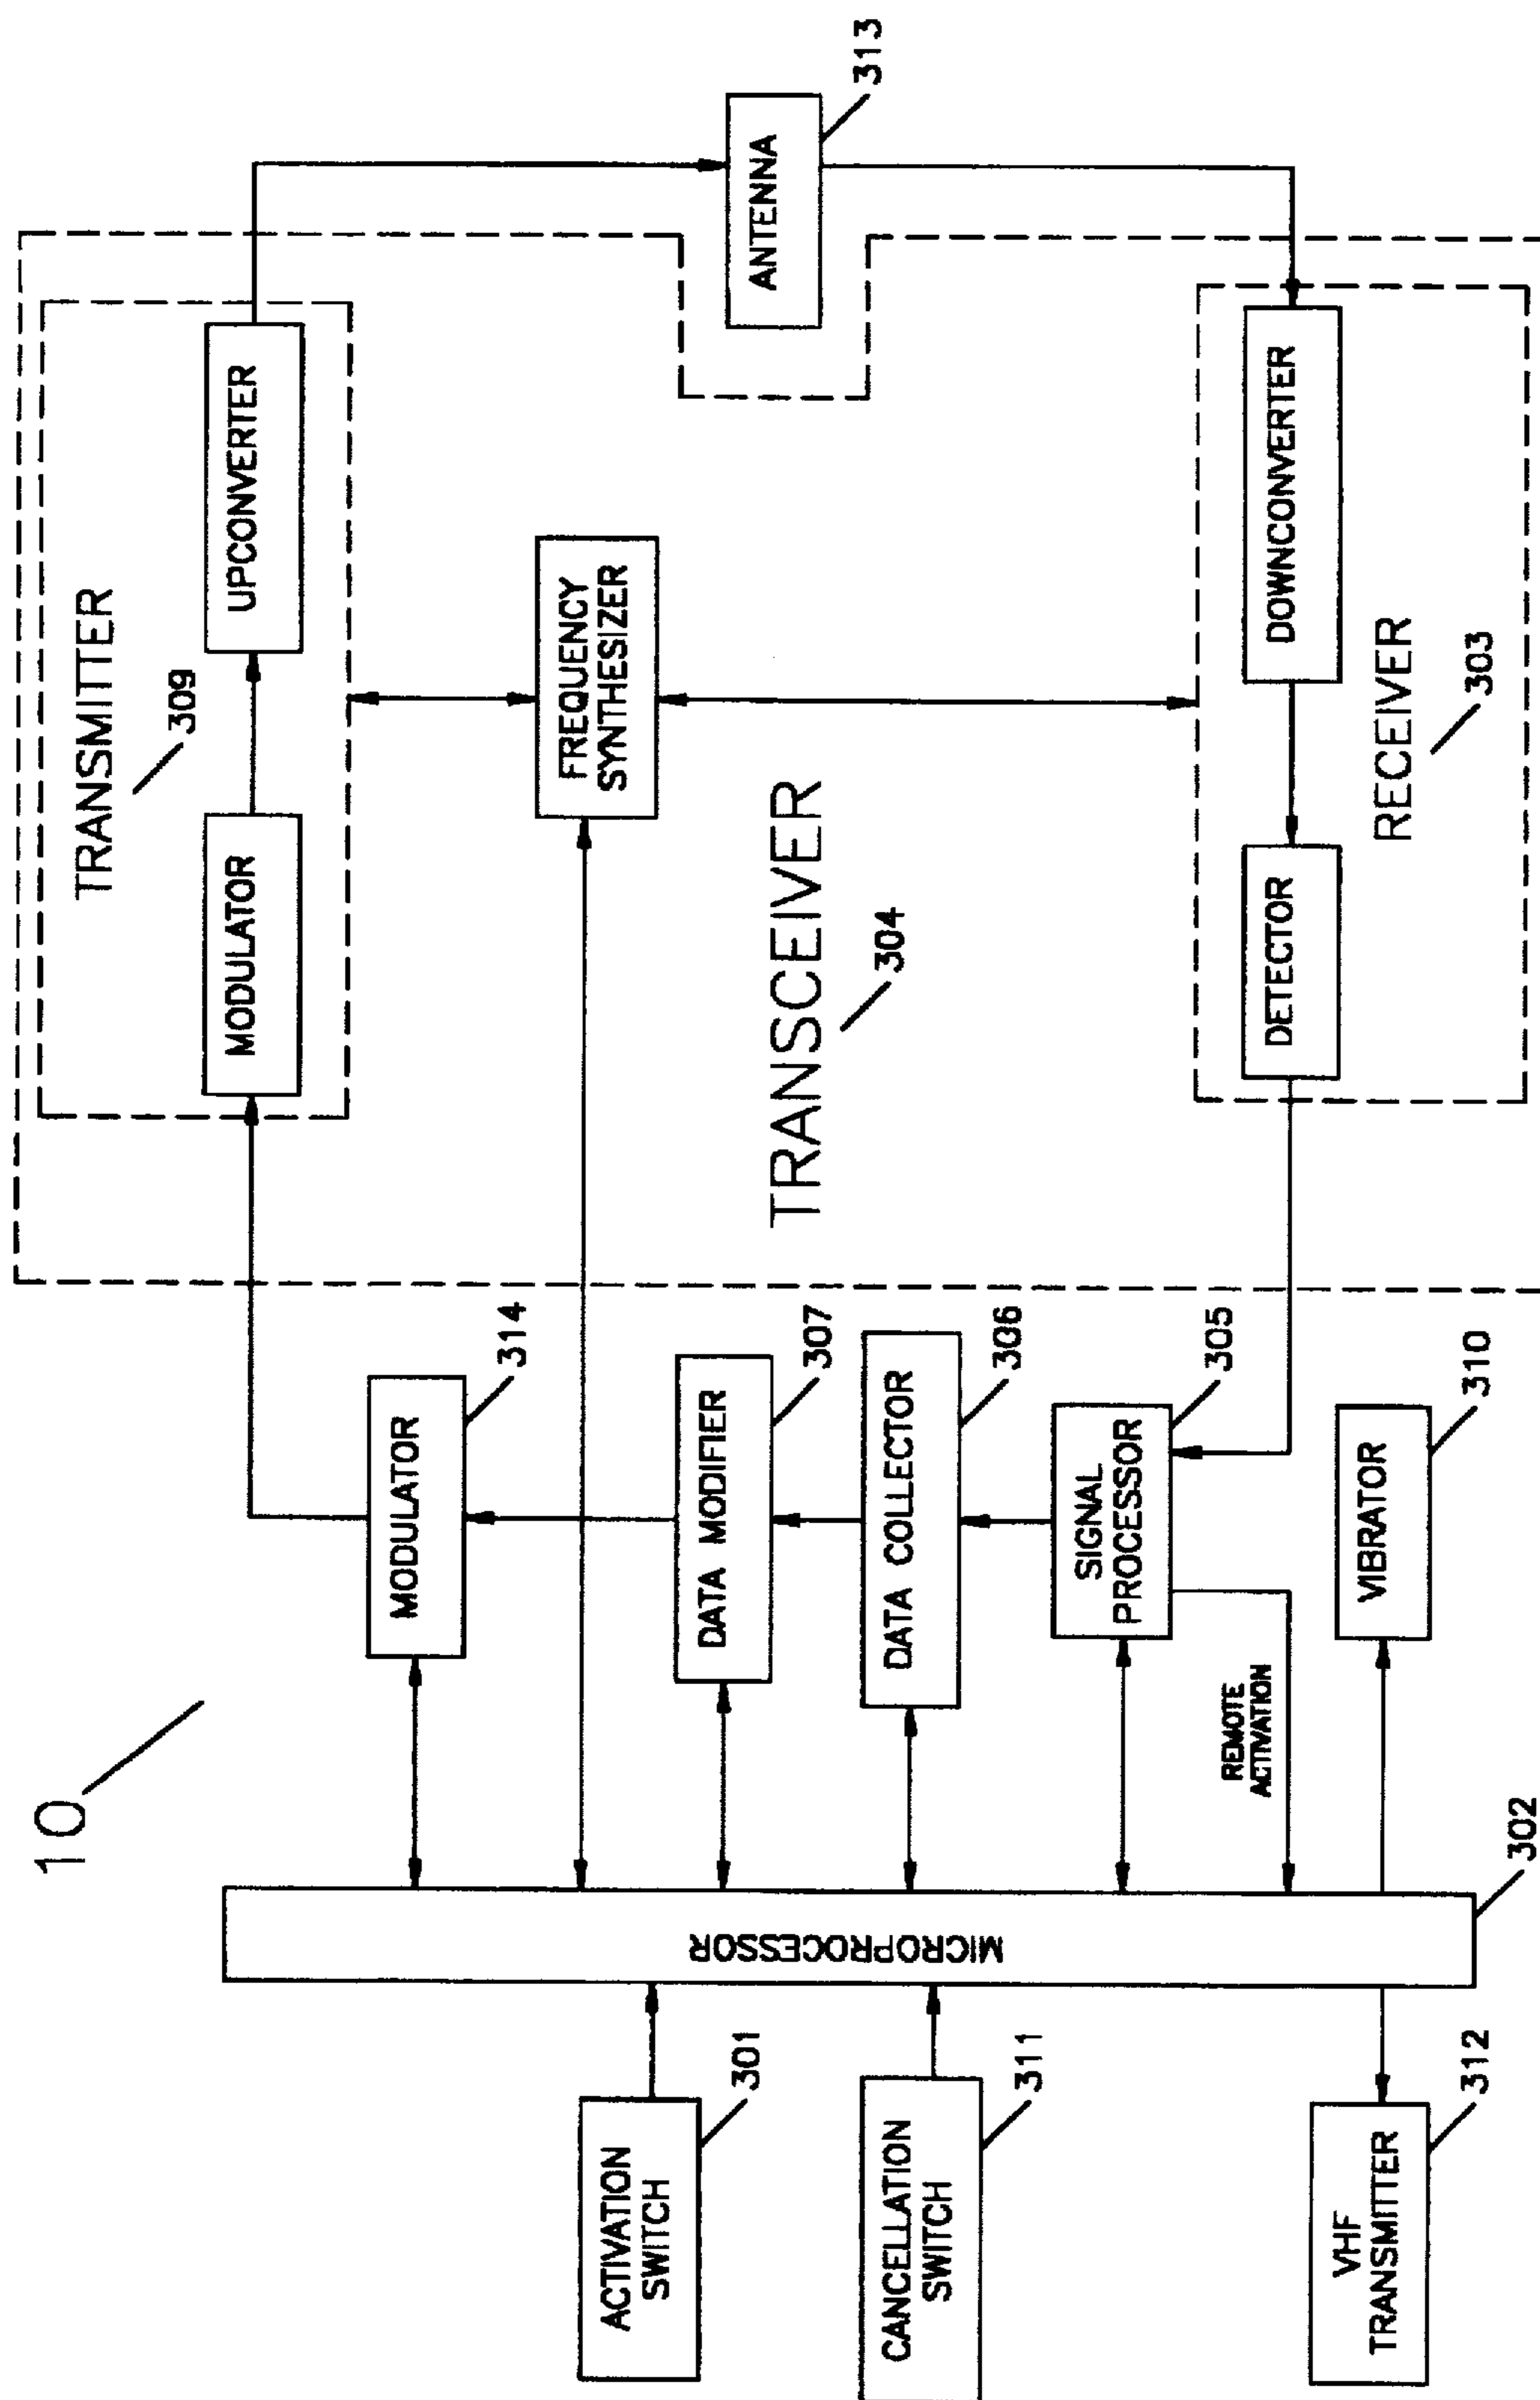 10
TRANSMITTER
309
MODULATOR
UPCONVERTER
ANTENNA
313
MODULATOR
314
FREQUENCY
SYNTHESIZER
TRANSCEIVER
304
DATA MODIFIER
307
DATA COLLECTOR
306
SIGNAL
PROCESSOR
305
REMOTE
ACTIVATION
VIBRATOR
310
DETECTOR
DOWNCONVERTER
RECEIVER
303
MICROPROCESSOR
302
ACTIVATION
SWITCH
301
CANCELLATION
SWITCH
311
VHF
TRANSMITTER
312